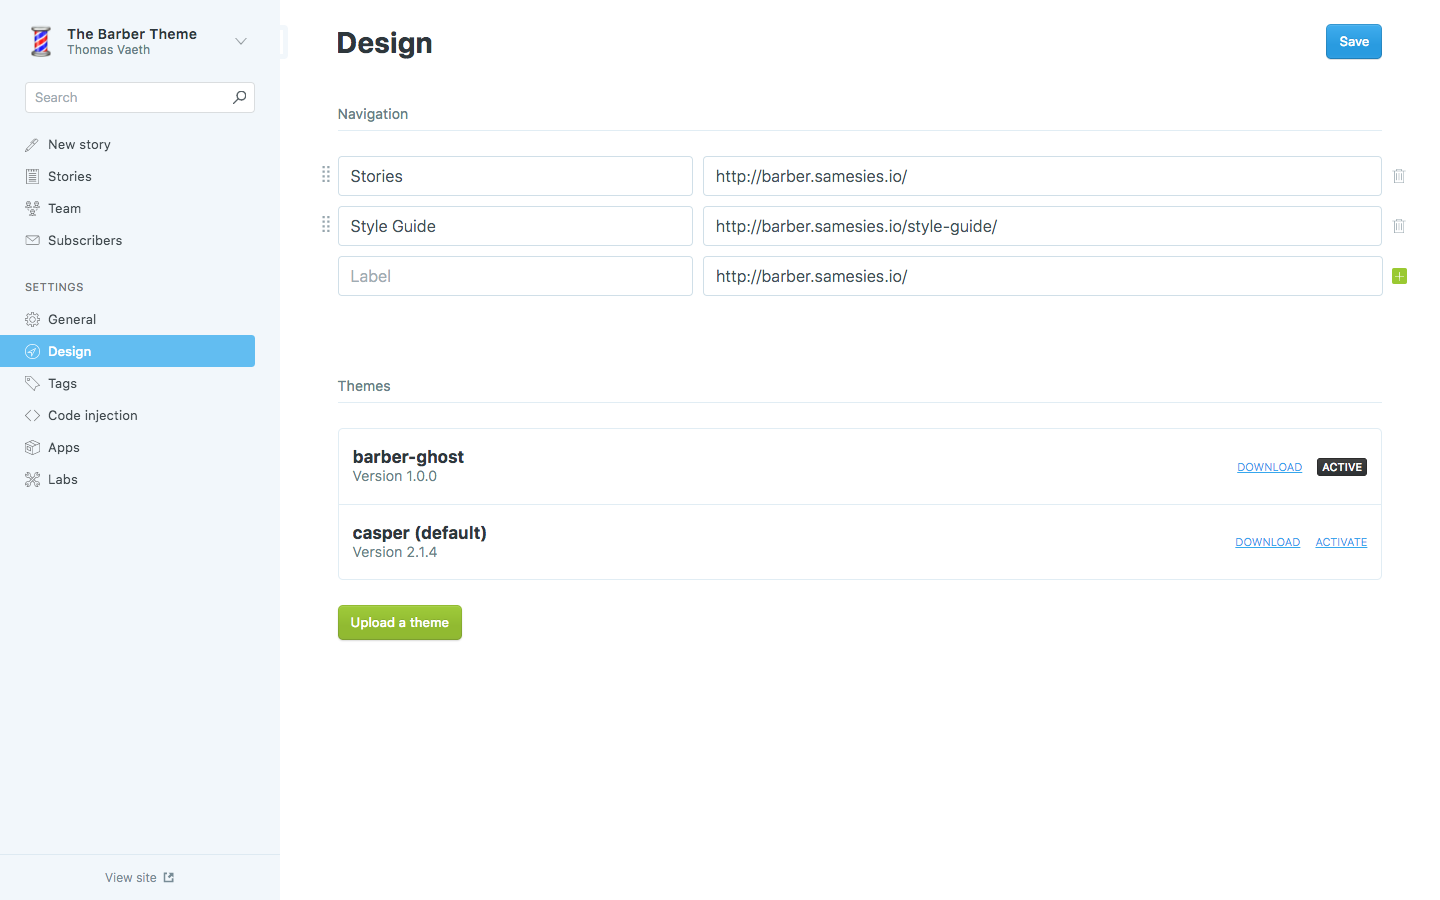 The Barber Theme
Thomas Vaeth
Search
New story
Stories
Team
Subscribers
SETTINGS
General
Design
Tags
Code injection
Apps
Labs
View site
Design
Save
Navigation
Stories http://barber.samesies.io/
Style Guide http://barber.samesies.io/style-guide/
Label http://barber.samesies.io/
Themes
barber-ghost
Version 1.0.0
DOWNLOAD ACTIVE
casper (default)
Version 2.1.4
DOWNLOAD ACTIVATE
Upload a theme